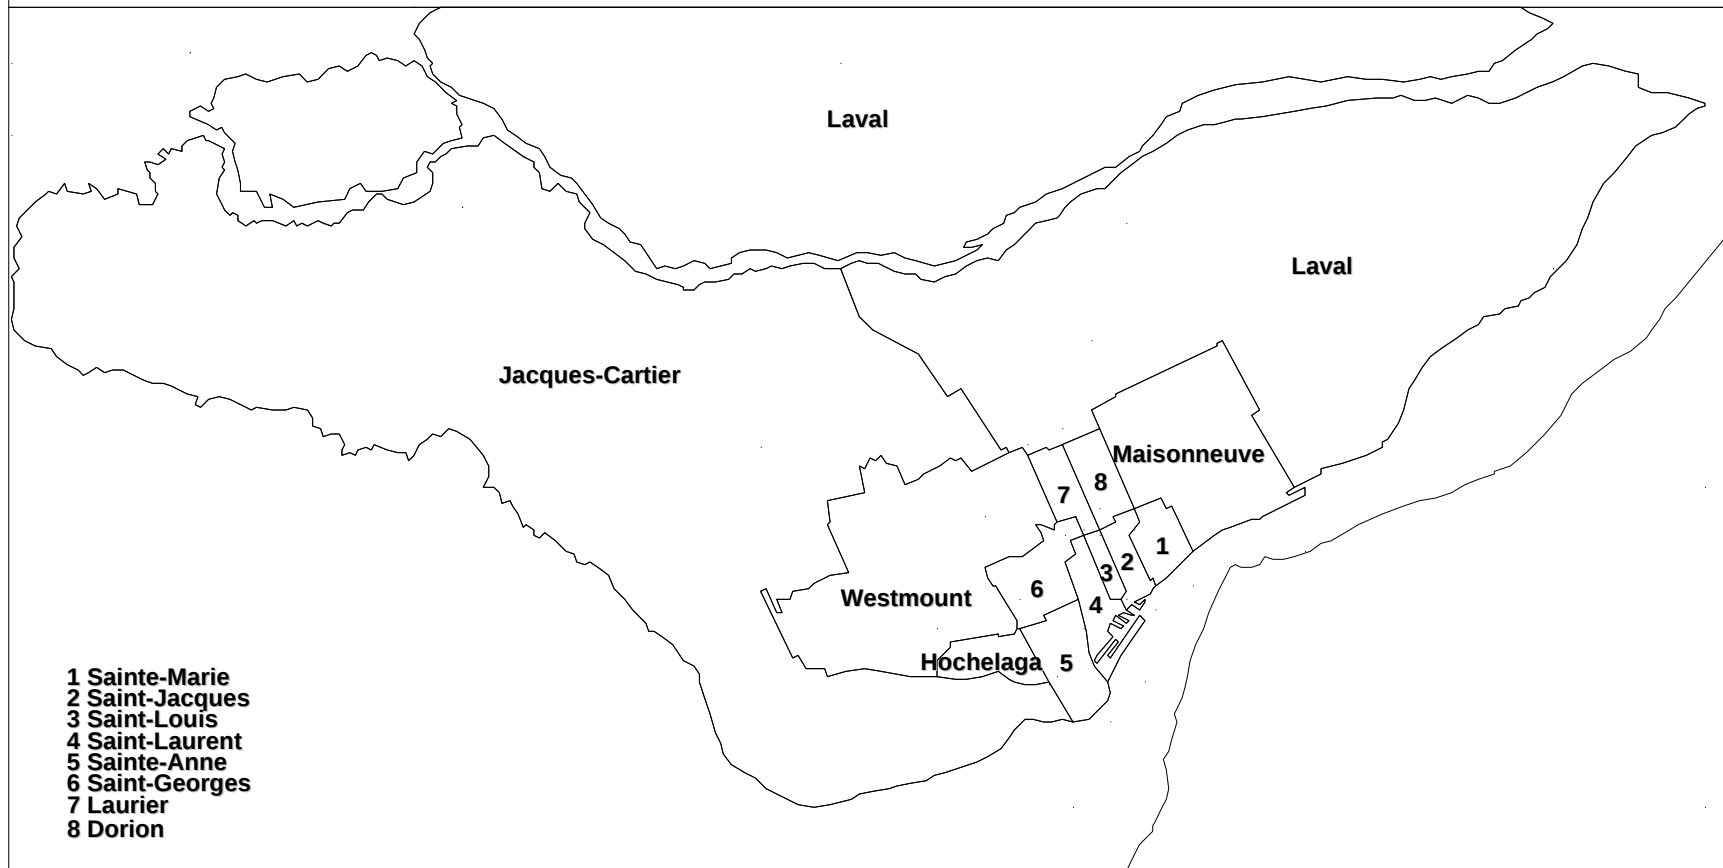 Laval
Laval
Jacques-Cartier
Maisonneuve
8
7
1
2
3
6
Westmount
4
Hochelaga
5
1 Sainte-Marie
2 Saint-Jacques
3 Saint-Louis
4 Saint-Laurent
5 Sainte-Anne
6 Saint-Georges
7 Laurier
8 Dorion